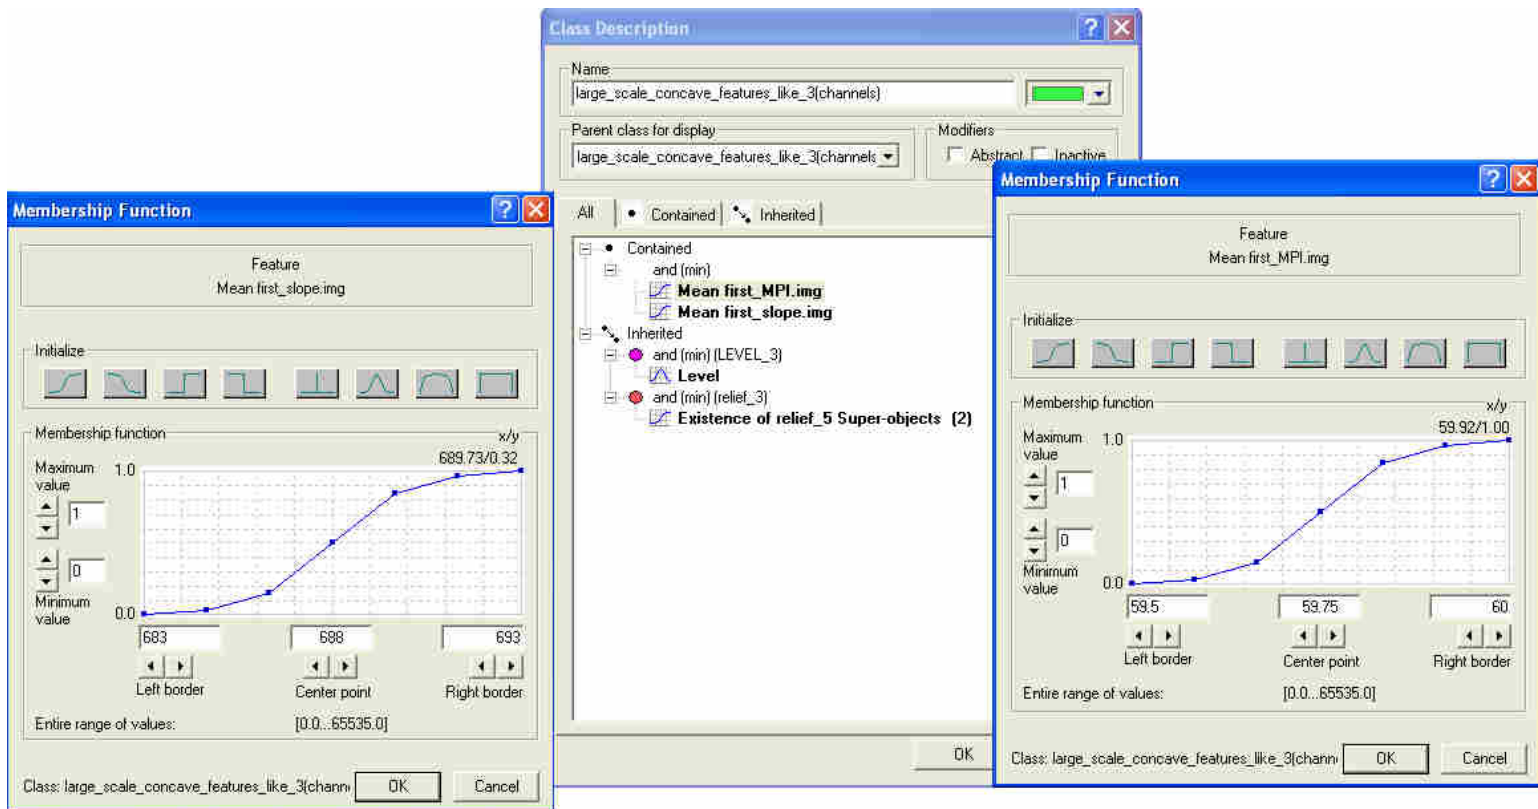 Class Description
Name
large_scale_concave_features_like_3(channels)
Parent class for display
large_scale_concave_features_like_3(channels
Modifiers
Abstract
Inactive
All
Contained
Inherited
Contained
and (min)
Mean first_MPI.img
Mean first_slope.img
Inherited
and (min) (LEVEL_3)
Level
and (min) (relief_3)
Existence of relief_5 Super-objects (2)
OK
Membership Function
Feature
Mean first_slope.img
Initialize
Membership function
x/y
689.73/0.32
Maximum
value
1.0
1
0
Minimum
value
0.0
683
688
693
Left border
Center point
Right border
Entire range of values:
[0.0...65535.0]
Class: large_scale_concave_features_like_3(chann
OK
Cancel
Membership Function
Feature
Mean first_MPI.img
Initialize
Membership function
x/y
59.92/1.00
Maximum
value
1.0
1
0
Minimum
value
0.0
59.5
59.75
60
Left border
Center point
Right border
Entire range of values:
[0.0...65535.0]
Class: large_scale_concave_features_like_3(chann
OK
Cancel